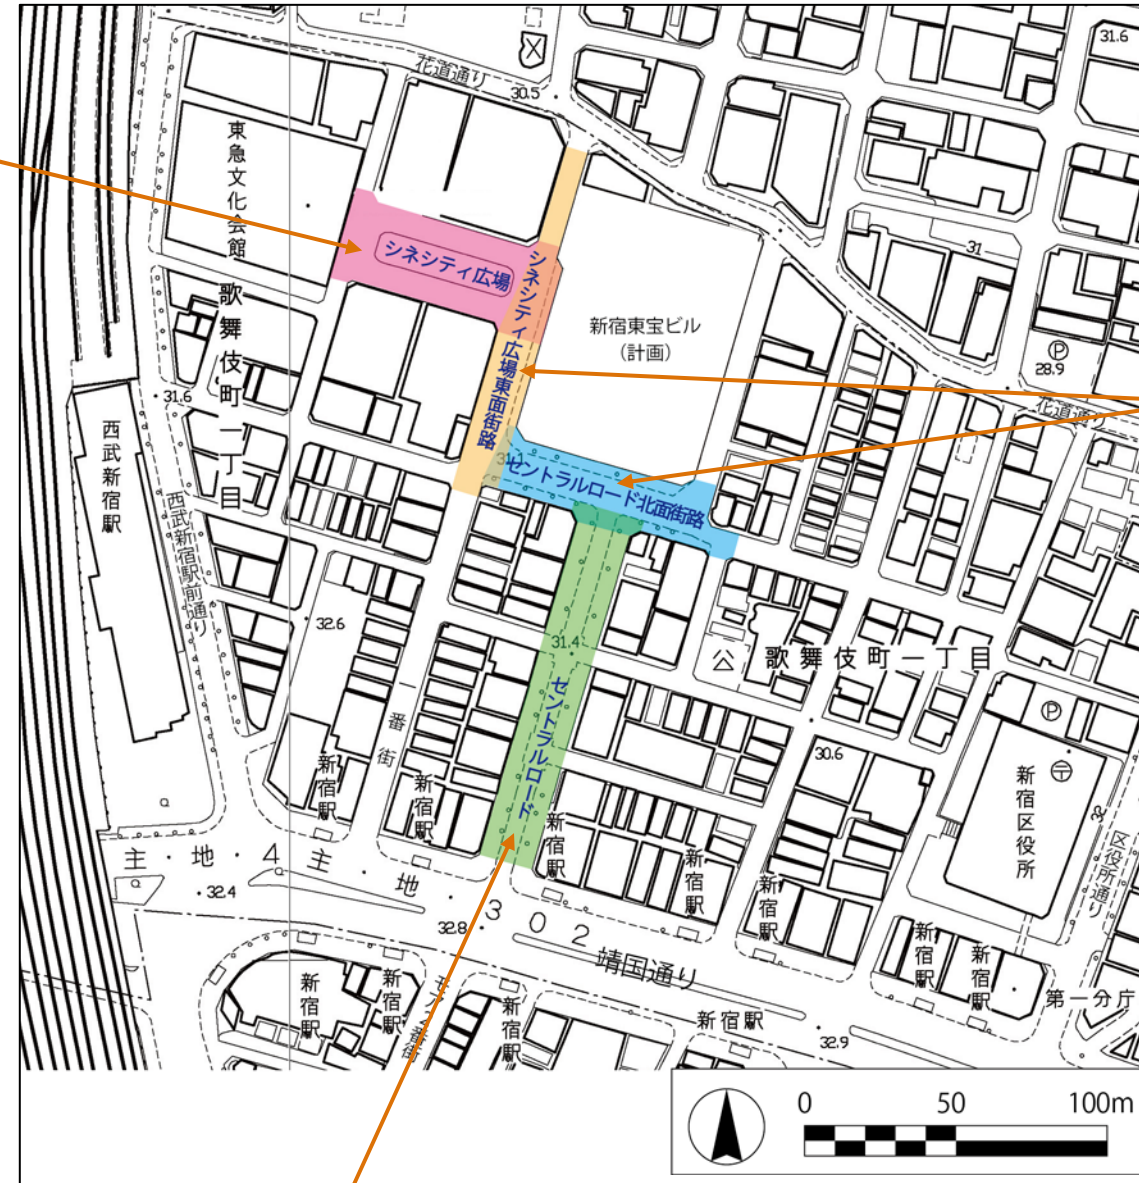 31.6
花道通り
30.5
東急文化会館
シネシティ広場
シネシティ広場東面街路
31
新宿東宝ビル
（計画）
28.9
花道通り
歌舞伎町一丁目
31.6
西武新宿駅
西武新宿駅前通り
31.1
セントラルロード北面街路
32.6
31.4
公
歌舞伎町一丁目
セントラルロード
一番街
30.6
新宿駅
新宿駅
新宿駅
新宿駅
新宿駅
新宿区役所
区役所通り
主・地・4
主・地
302
32.4
32.8
靖国通り
新宿駅
新宿駅
第一分庁
新宿駅
新宿駅
モア2番街
新宿駅
新宿駅
32.9
0 50 100m